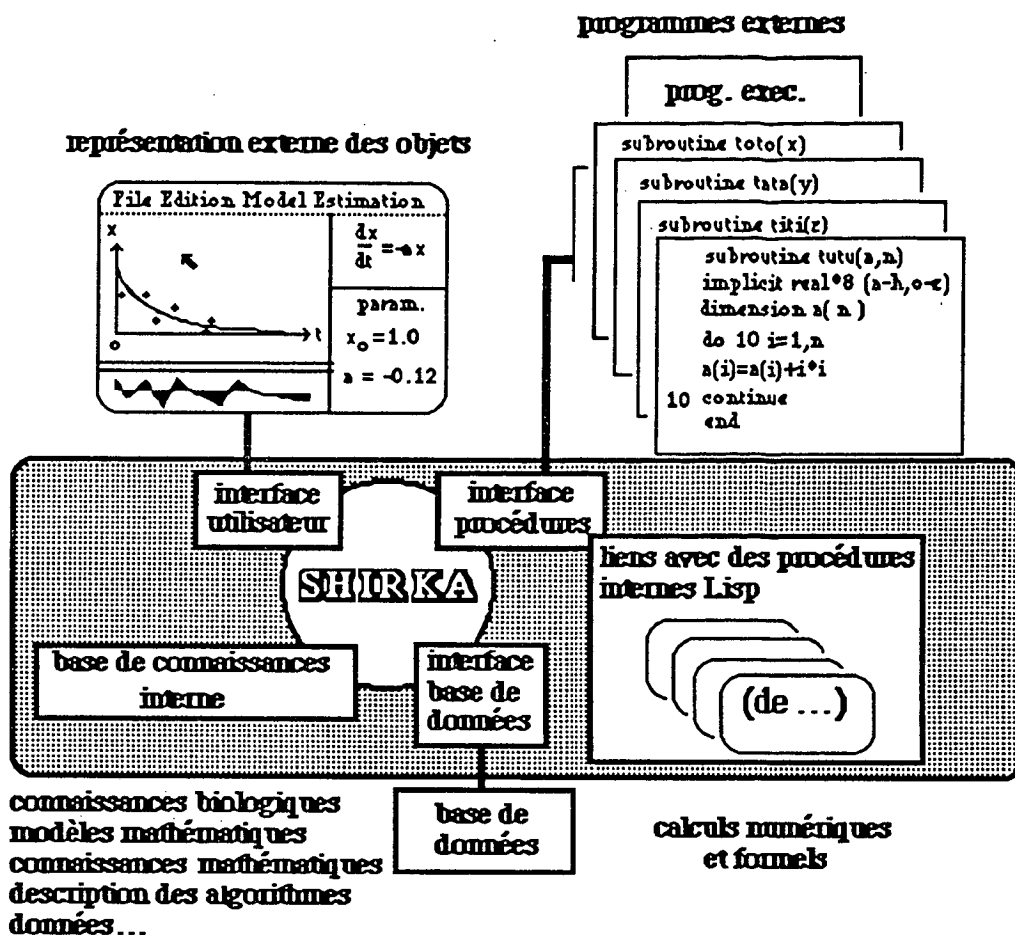 programmes externes
prog. exec.
représentation externe des objets
subroutine toto(x)
subroutine tata(y)
subroutine titi(z)
subroutine tutu(a,n)
implicit real*8 (a-h,o-z)
dimension a( n )
do 10 i=1,n
a(i)=a(i)+i*i
10 continue
end
File Edition Model Estimation
x
dx
dt = -a x
t
o
param.
x₀ = 1.0
a = -0.12
interface
utilisateur
interface
procédures
SHIRKA
liens avec des procédures
internes Lisp
(de ...)
base de connaissances
interne
interface
base de
données
base de
données
connaissances biologiques
modèles mathématiques
connaissances mathématiques
description des algorithmes
données...
calculs numériques
et formels